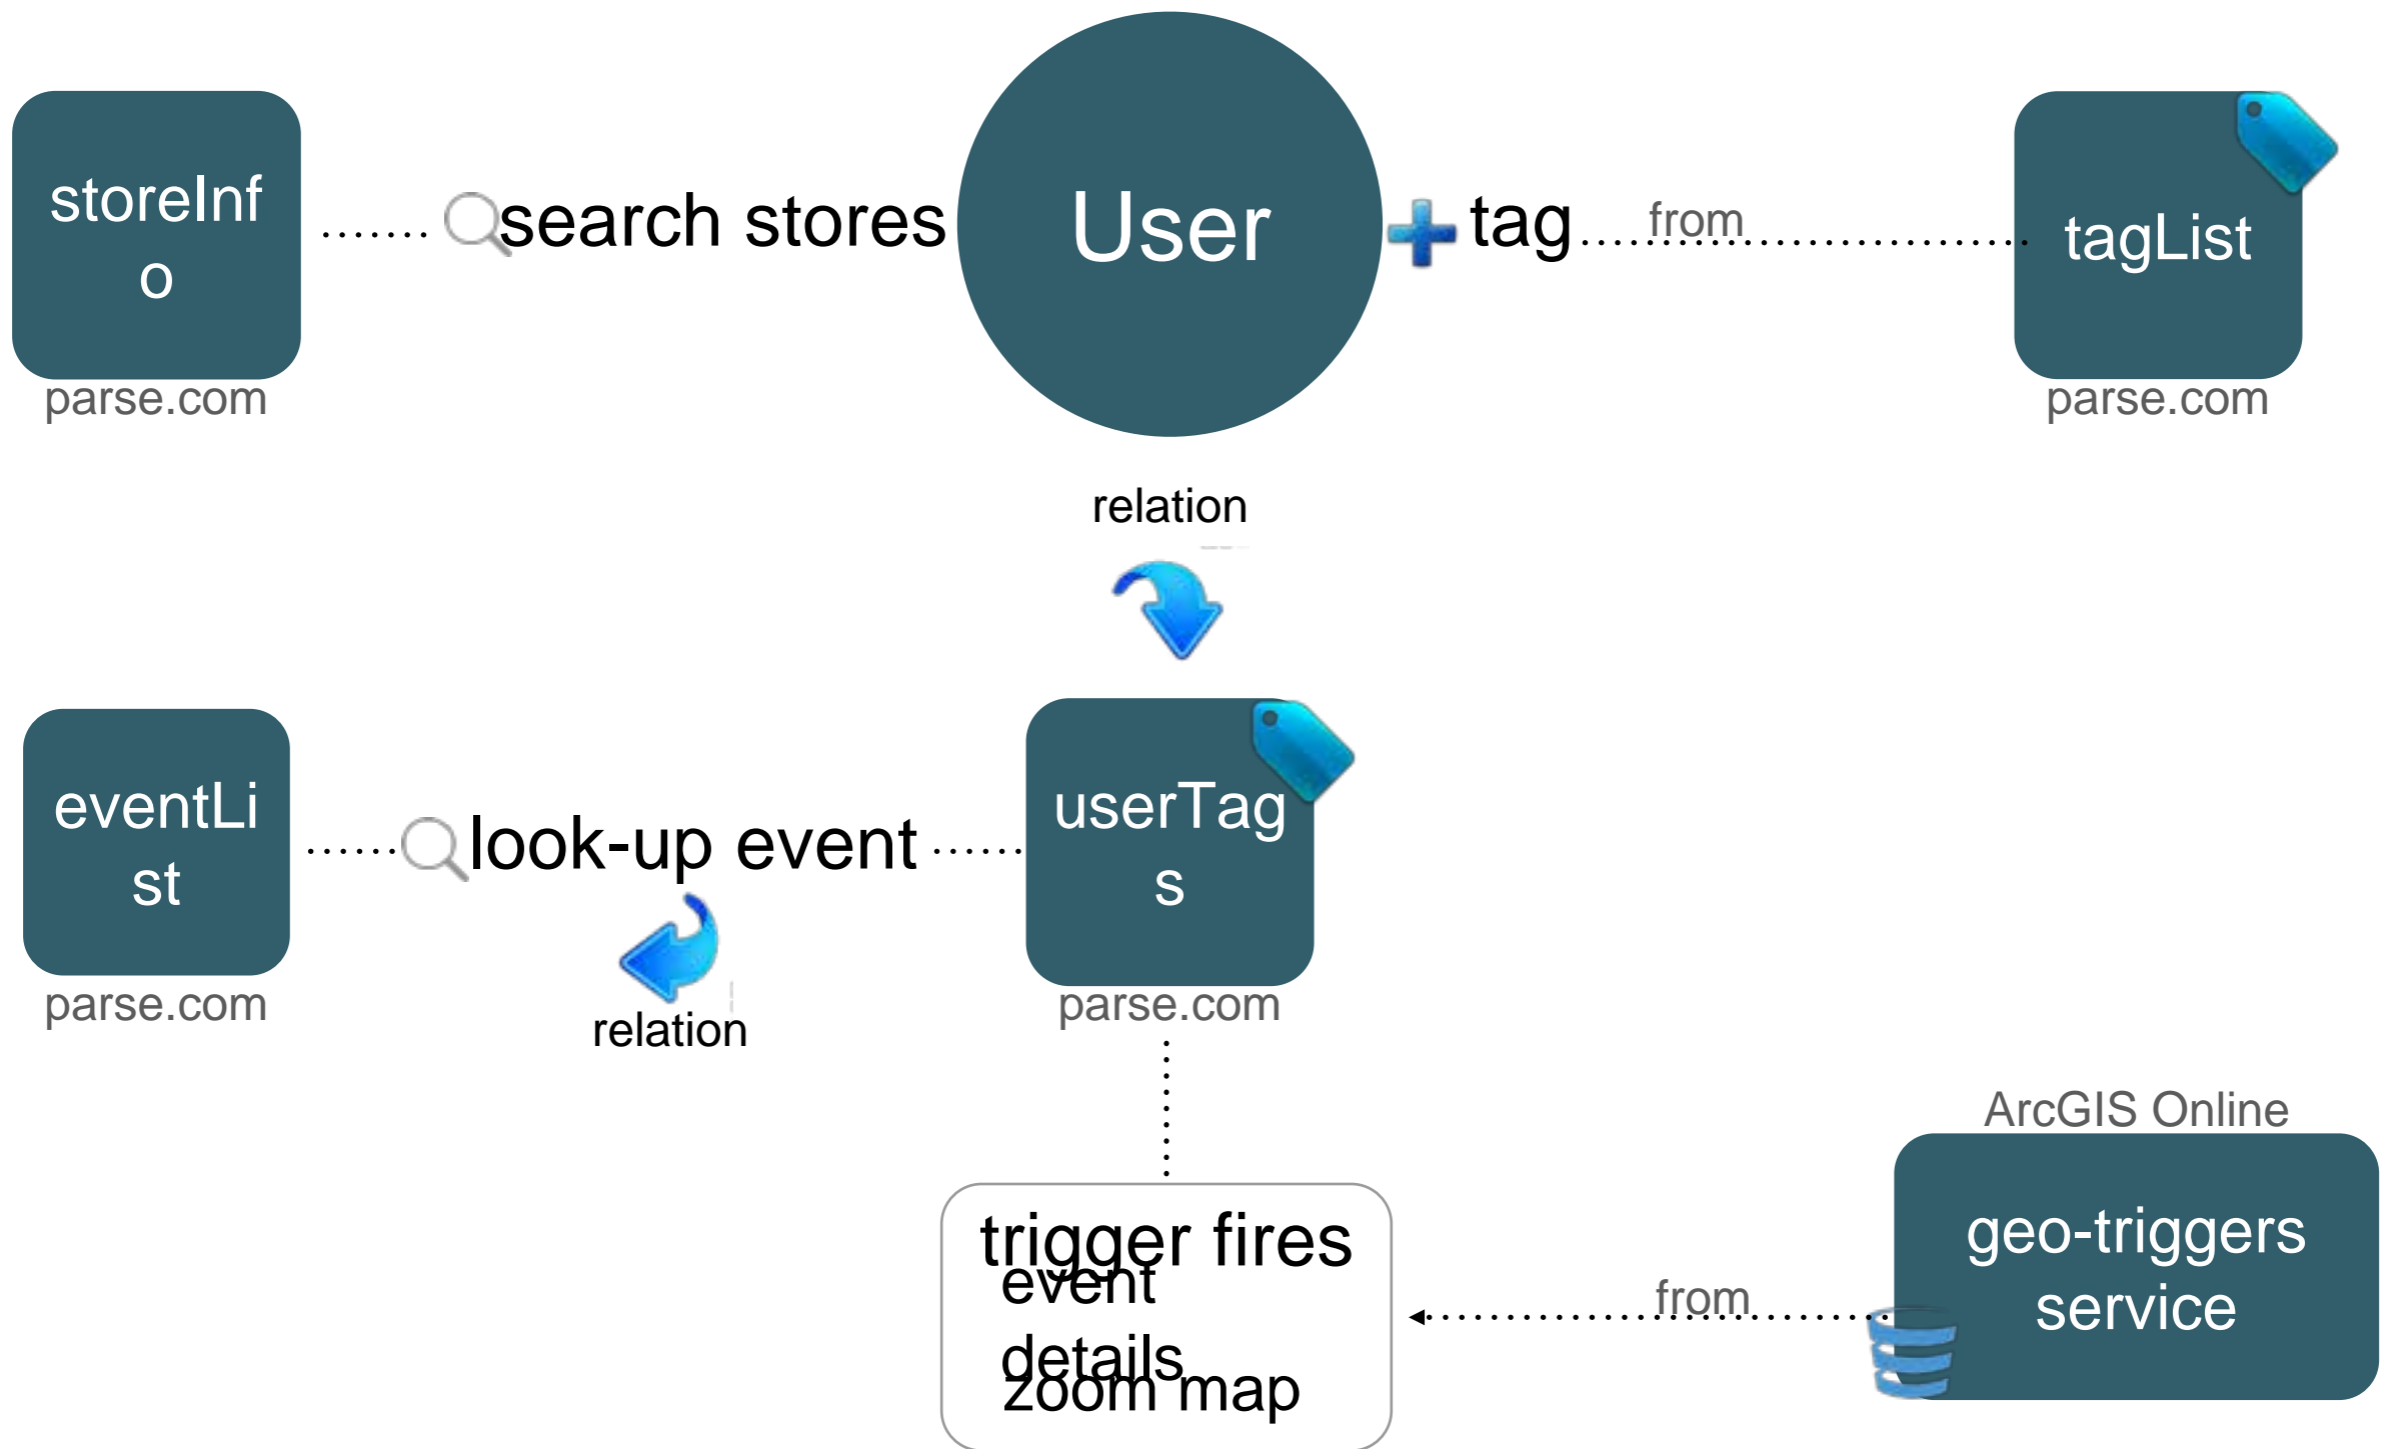 storeInf
o
parse.com
search stores
User
tag
from
tagList
parse.com
relation
eventLi
st
parse.com
look-up event
relation
userTag
s
parse.com
trigger fires
event
details
zoom map
from
ArcGIS Online
geo-triggers
service